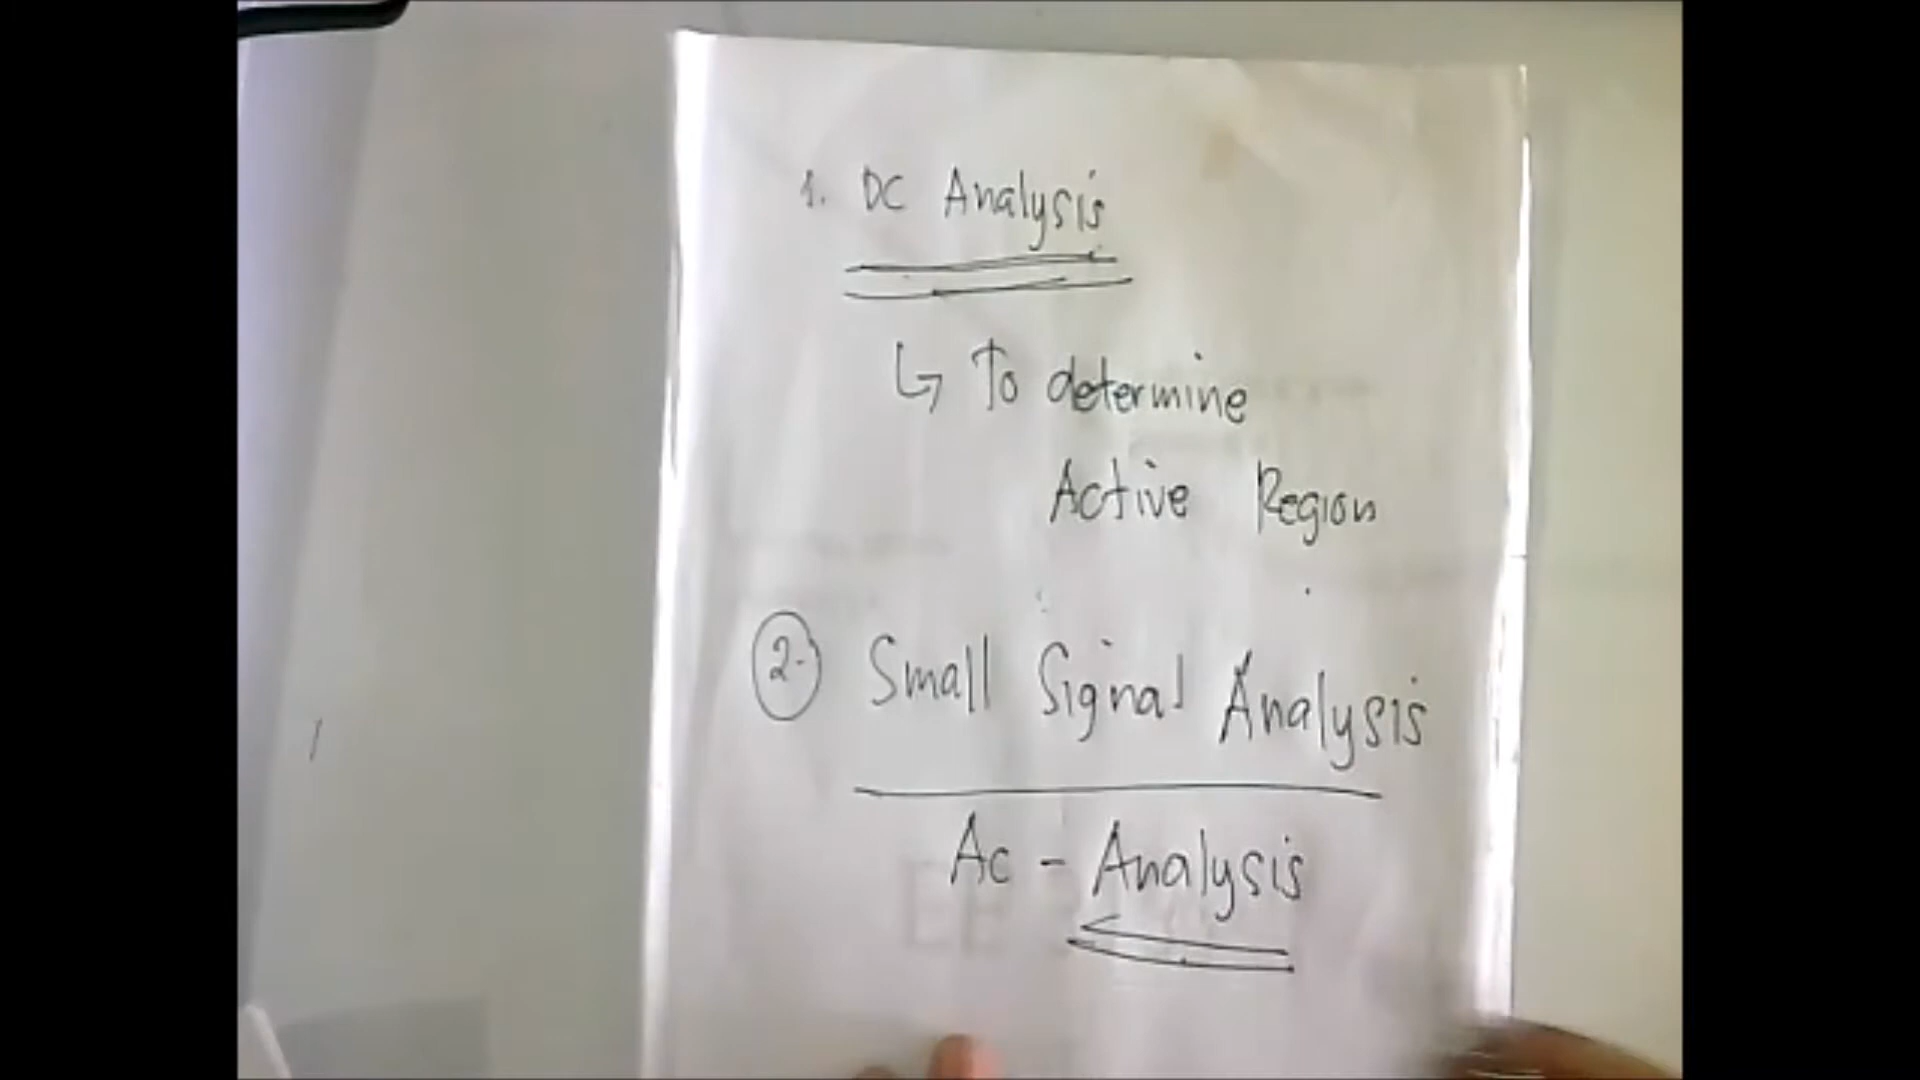 1. DC Analysis
↳ To determine
Active Region
2. Small Signal Analysis
Ac - Analysis